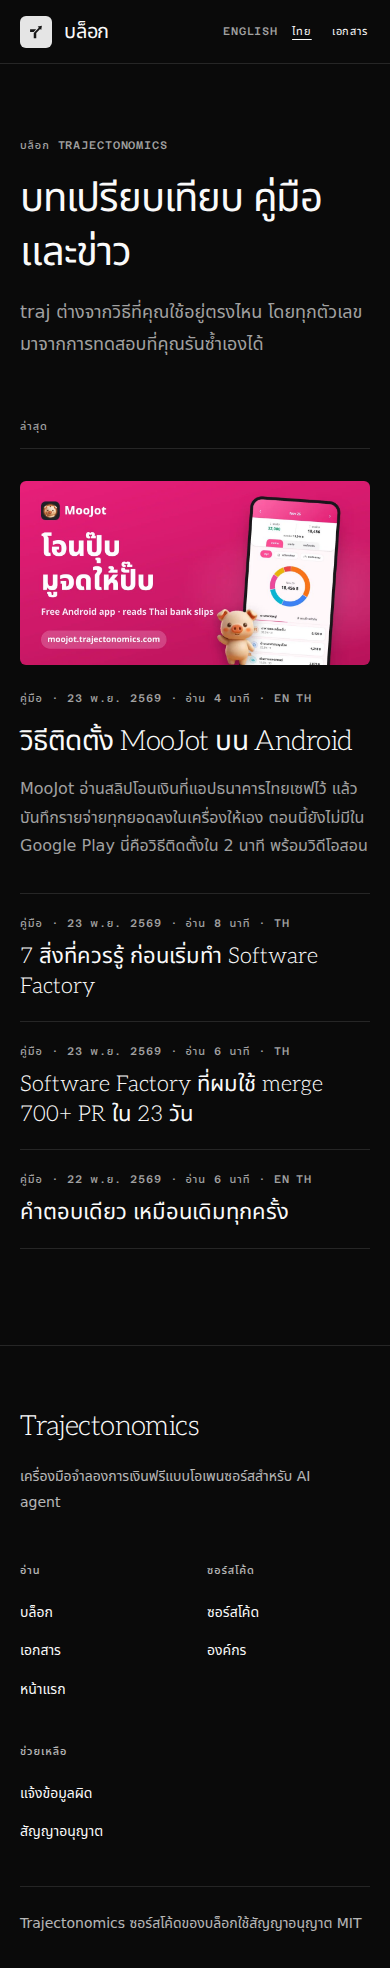 บล็อก
ENGLISH ไทย เอกสาร
บล็อก TRAJECTONOMICS
บทเปรียบเทียบ คู่มือ
และข่าว
traj ต่างจากวิธีที่คุณใช้อยู่ตรงไหน โดยทุกตัวเลข
มาจากการทดสอบที่คุณรันซ้ำเองได้
ล่าสุด
MooJot
โอนปุ๊บ
มูจดให้ปั๊บ
Free Android app · reads Thai bank slips
moojot.trajectonomics.com
คู่มือ · 23 พ.ย. 2569 · อ่าน 4 นาที · EN TH
วิธีติดตั้ง MooJot บน Android
MooJot อ่านสลิปโอนเงินที่แอปธนาคารไทยเซฟไว้ แล้ว
บันทึกรายจ่ายทุกยอดลงในเครื่องให้เอง ตอนนี้ยังไม่มีใน
Google Play นี่คือวิธีติดตั้งใน 2 นาที พร้อมวิดีโอสอน
คู่มือ · 23 พ.ย. 2569 · อ่าน 8 นาที · TH
7 สิ่งที่ควรรู้ ก่อนเริ่มทำ Software
Factory
คู่มือ · 23 พ.ย. 2569 · อ่าน 6 นาที · TH
Software Factory ที่ผมใช้ merge
700+ PR ใน 23 วัน
คู่มือ · 22 พ.ย. 2569 · อ่าน 6 นาที · EN TH
คำตอบเดียว เหมือนเดิมทุกครั้ง
Trajectonomics
เครื่องมือจำลองการเงินฟรีแบบโอเพนซอร์สสำหรับ AI
agent
อ่าน
บล็อก
เอกสาร
หน้าแรก
ซอร์สโค้ด
ซอร์สโค้ด
องค์กร
ช่วยเหลือ
แจ้งข้อมูลผิด
สัญญาอนุญาต
Trajectonomics ซอร์สโค้ดของบล็อกใช้สัญญาอนุญาต MIT